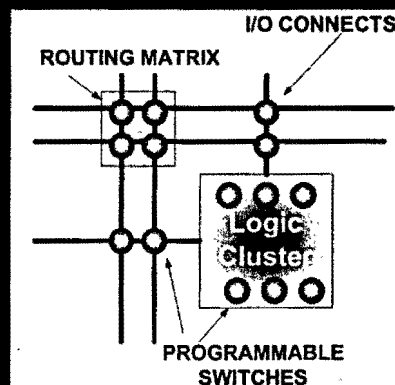 I/O CONNECTS
ROUTING MATRIX
Logic
Cluster
PROGRAMMABLE
SWITCHES